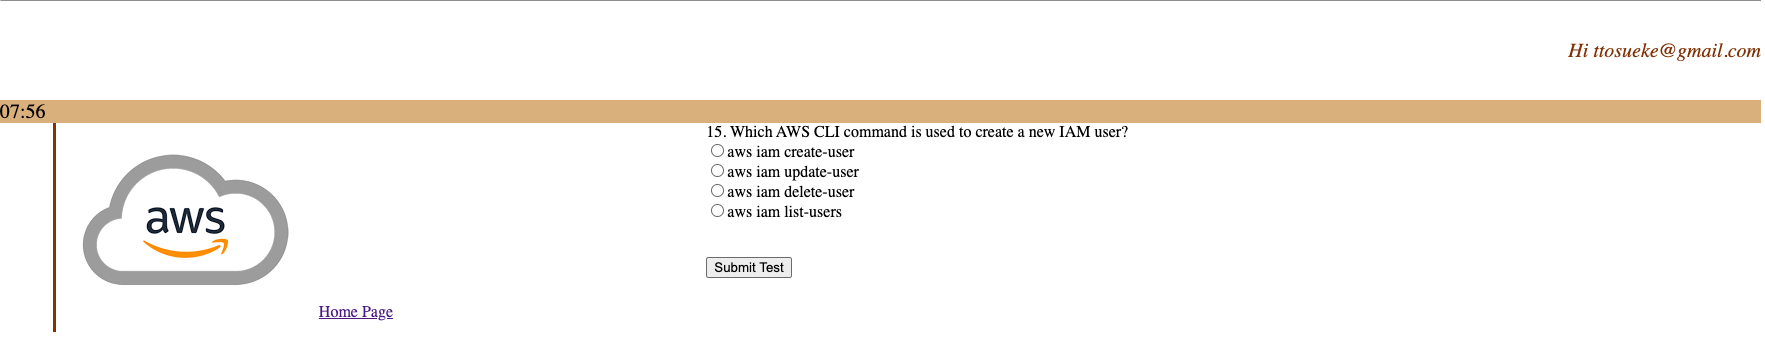 Hi ttosueke@gmail.com
07:56
15. Which AWS CLI command is used to create a new IAM user?
aws iam create-user
aws iam update-user
aws iam delete-user
aws iam list-users
aws
Submit Test
Home Page